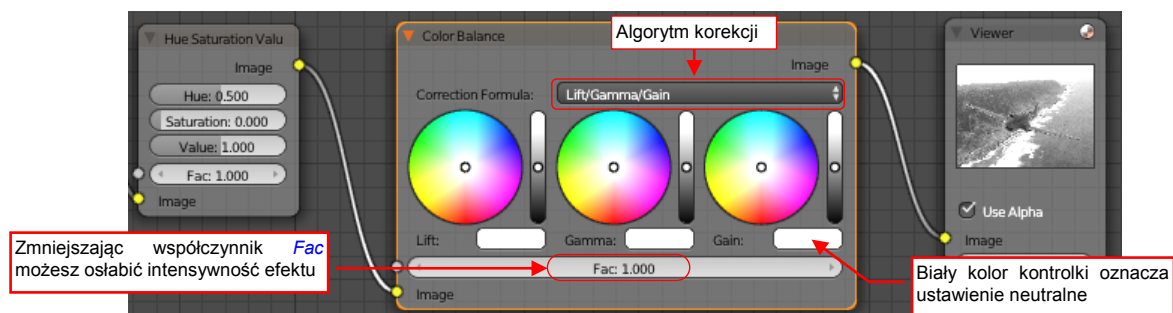 Hue Saturation Valu
Image
Hue: 0.500
Saturation: 0.000
Value: 1.000
Fac: 1.000
Image
Zmniejszając współczynnik Fac
możesz osłabić intensywność efektu
Color Balance
Algorytm korekcji
Image
Correction Formula:
Lift/Gamma/Gain
Lift:
Gamma:
Gain:
Fac: 1.000
Image
Viewer
Use Alpha
Image
Biały kolor kontrolki oznacza
ustawienie neutralne